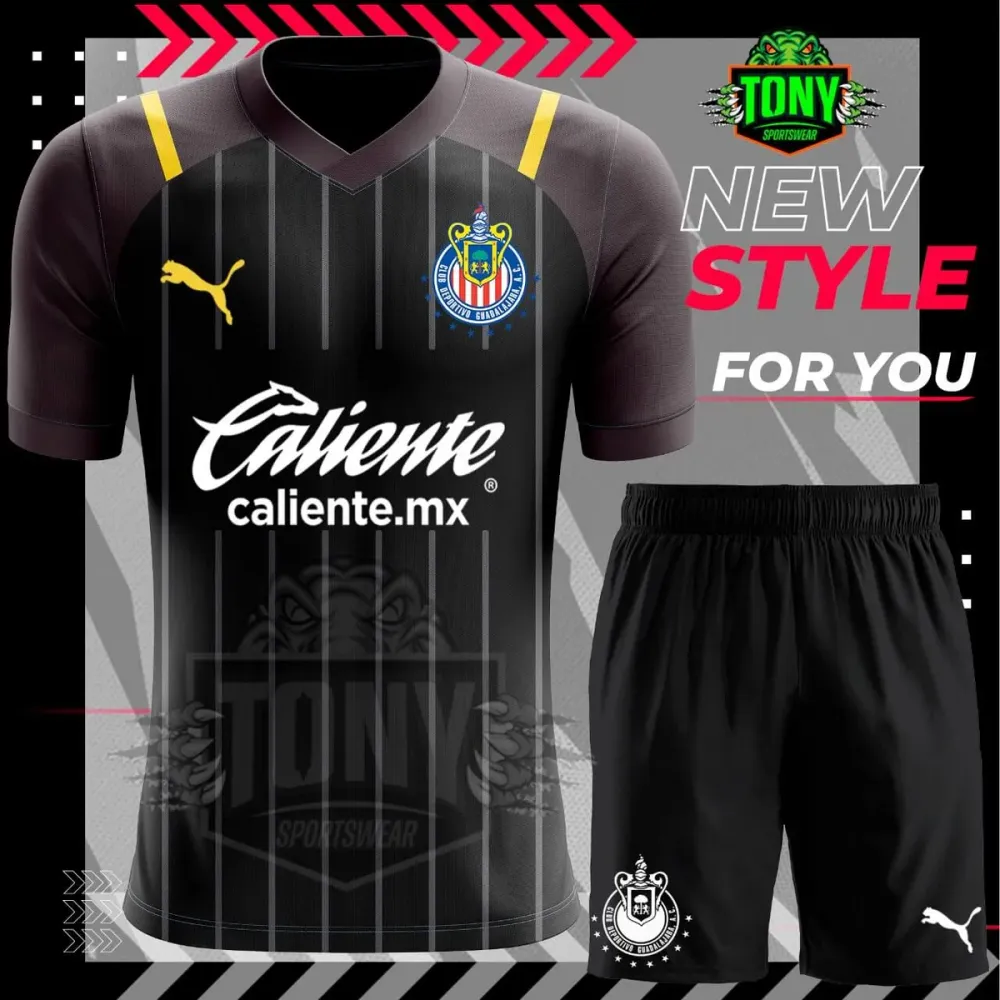 TONY
SPORTSWEAR
NEW
STYLE
FOR YOU
CLUB DEPORTIVO GUADALAJARA, A.C.
Caliente®
caliente.mx
TONY
SPORTSWEAR
CLUB DEPORTIVO GUADALAJARA, A.C.